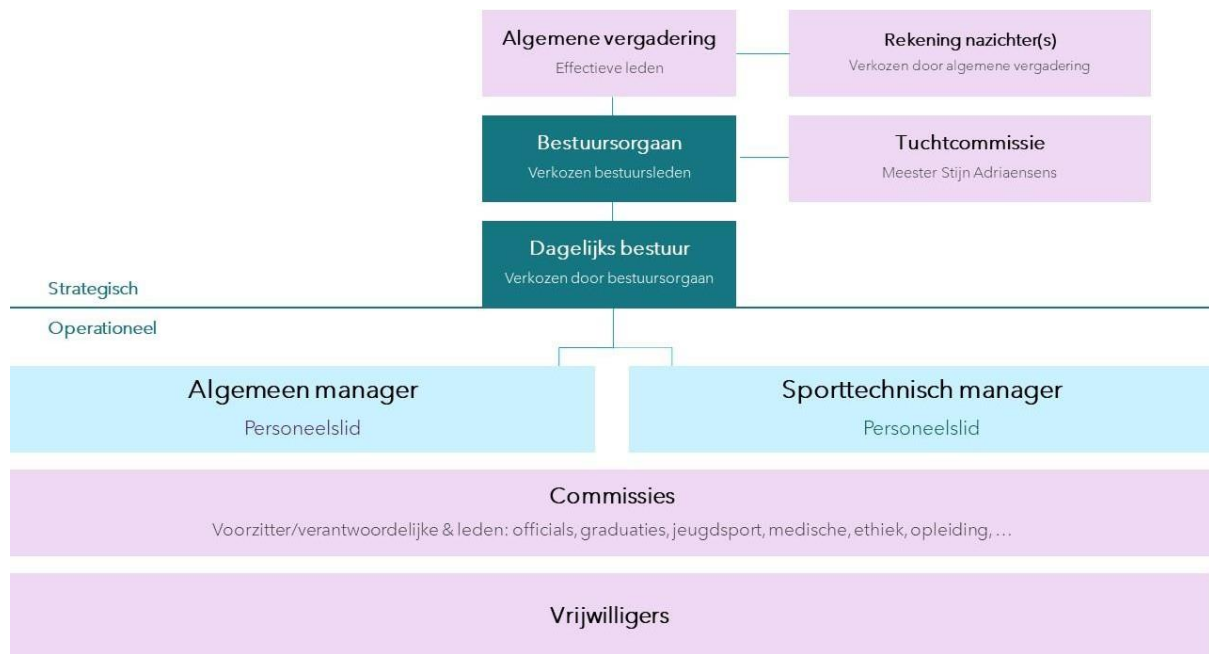 Algemene vergadering
Effectieve leden
Rekening nazichter(s)
Verkozen door algemene vergadering
Bestuursorgaan
Verkozen bestuursleden
Tuchtcommissie
Meester Stijn Adriaensens
Dagelijks bestuur
Verkozen door bestuursorgaan
Strategisch
Operationeel
Algemeen manager
Personeelslid
Sporttechnisch manager
Personeelslid
Commissies
Voorzitter/verantwoordelijke & leden: officials, graduaties, jeugdsport, medische, ethiek, opleiding, ...
Vrijwilligers